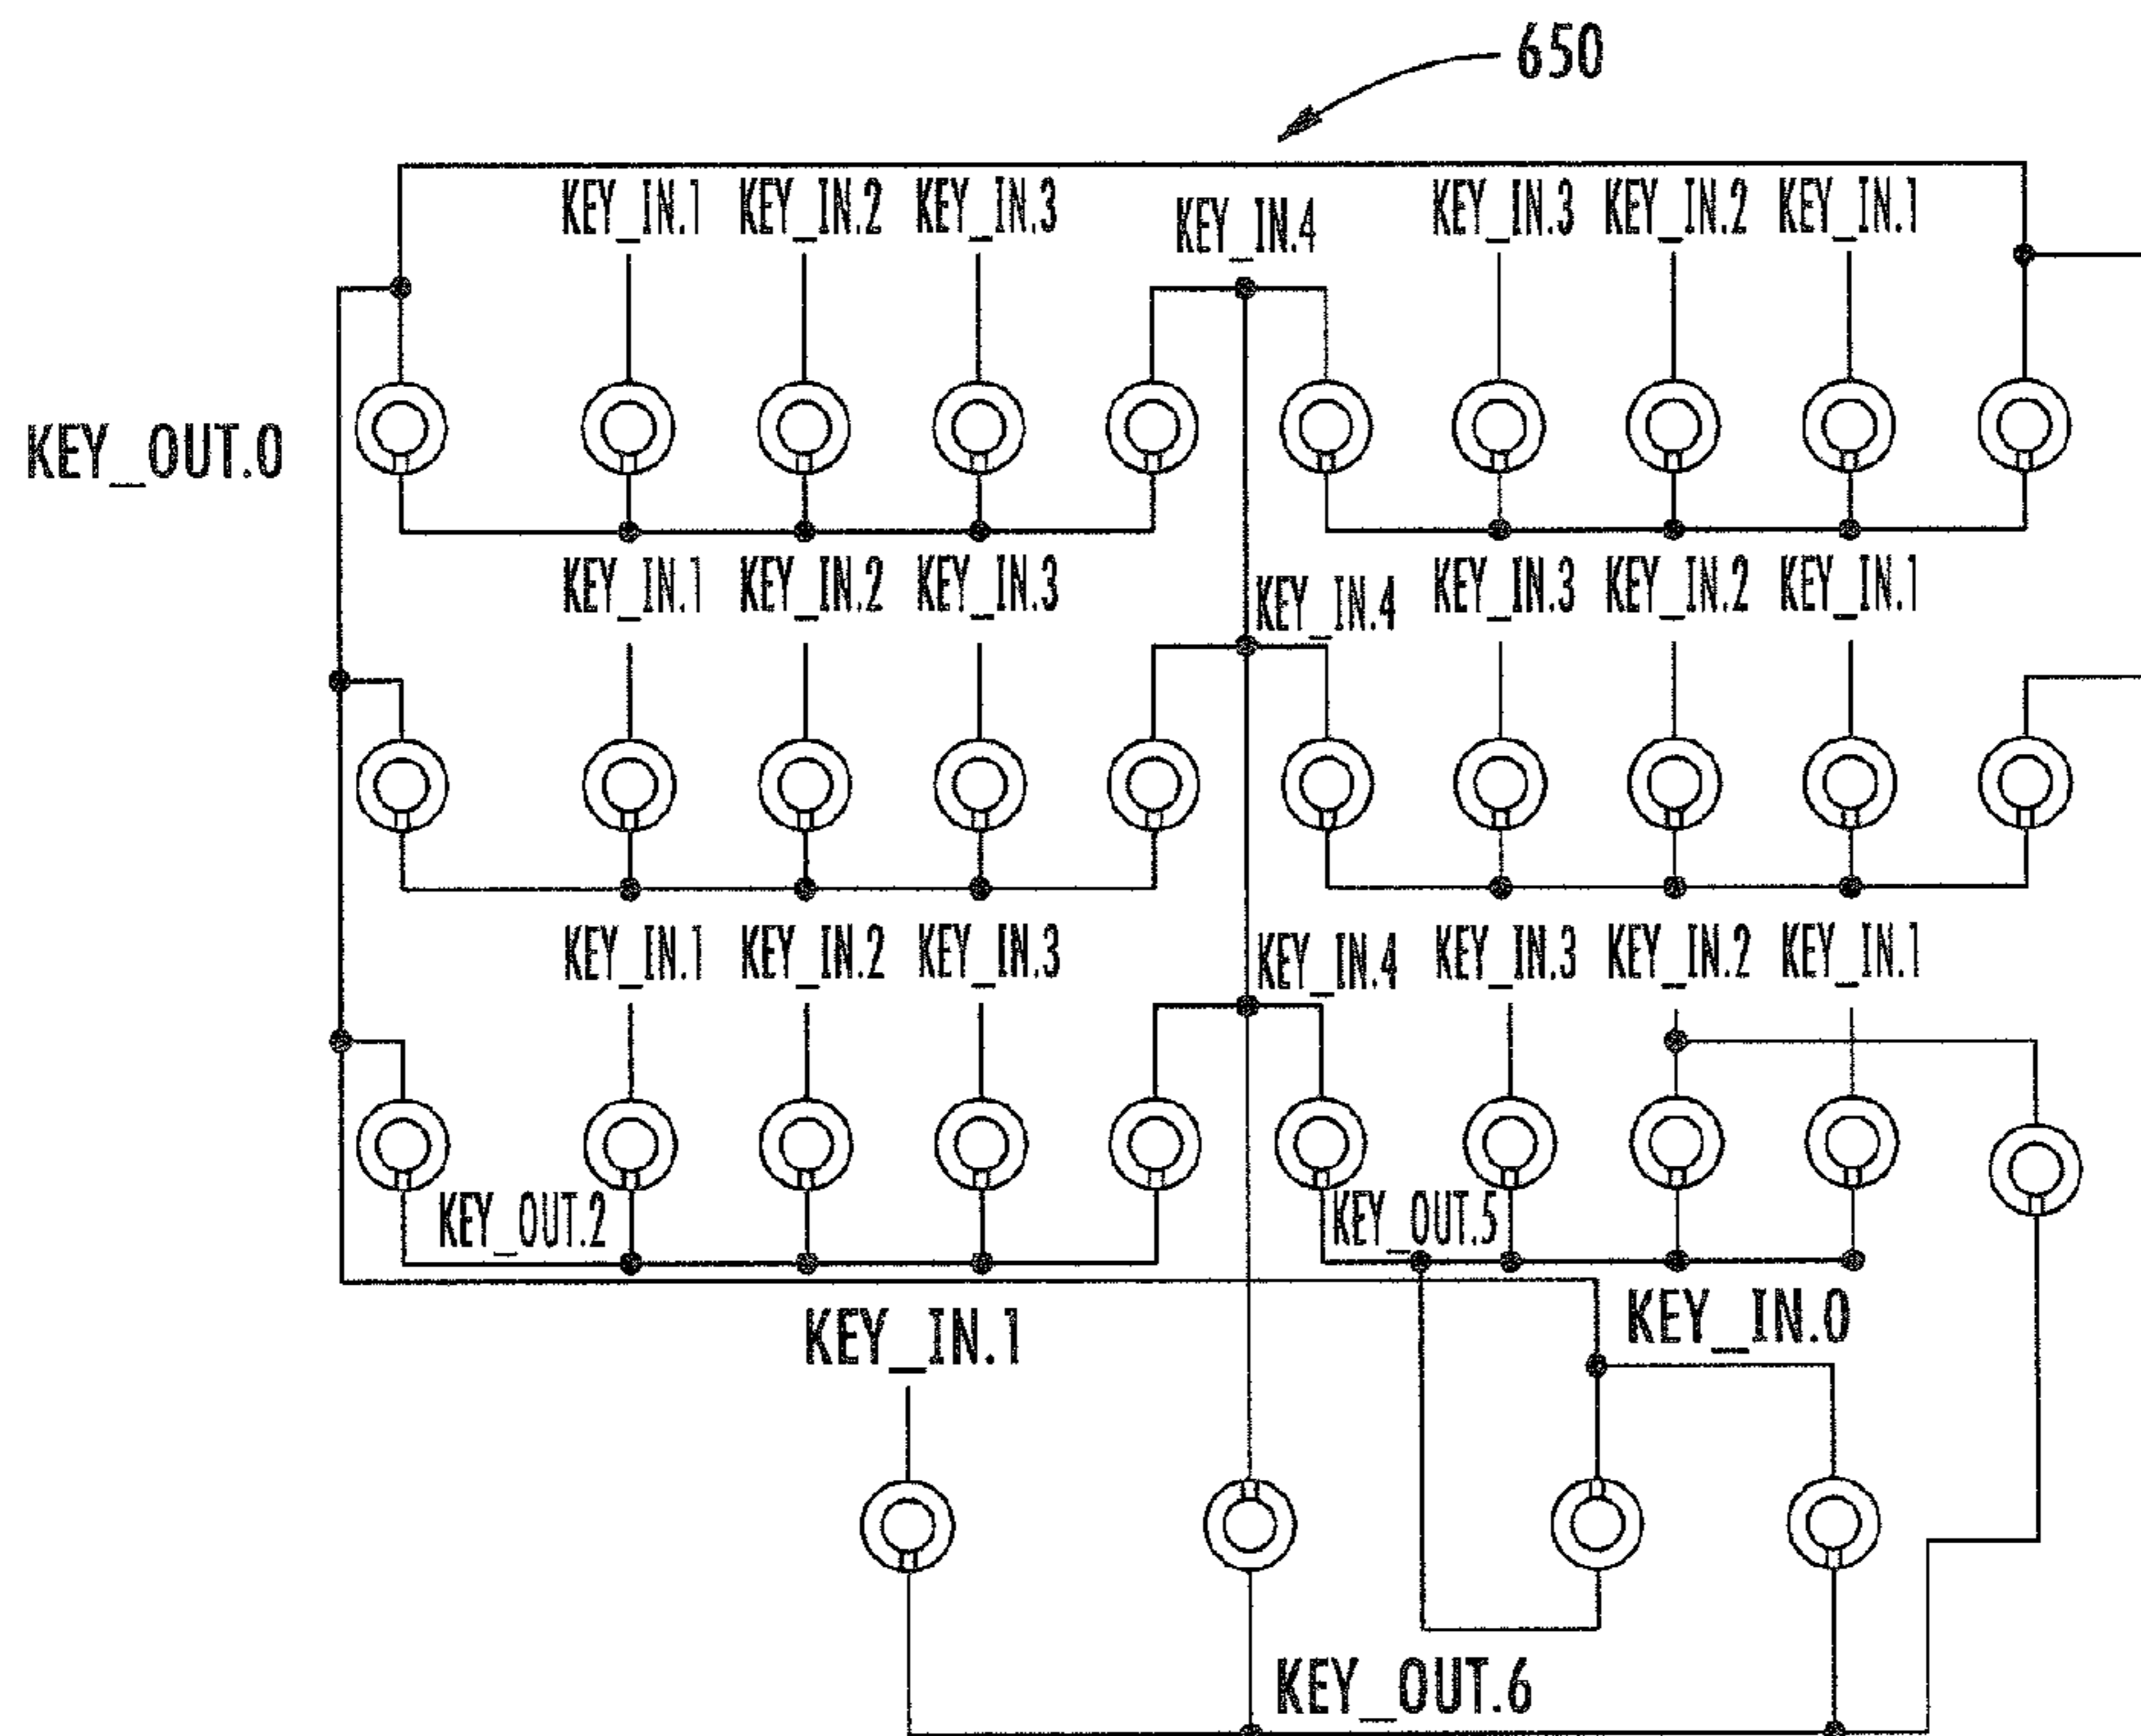 650
KEY_IN.1 KEY_IN.2 KEY_IN.3 KEY_IN.4 KEY_IN.3 KEY_IN.2 KEY_IN.1
KEY_OUT.0
KEY_IN.1 KEY_IN.2 KEY_IN.3 KEY_IN.4 KEY_IN.3 KEY_IN.2 KEY_IN.1
KEY_IN.1 KEY_IN.2 KEY_IN.3 KEY_IN.4 KEY_IN.3 KEY_IN.2 KEY_IN.1
KEY_OUT.2 KEY_OUT.5
KEY_IN.1 KEY_IN.0
KEY_OUT.6